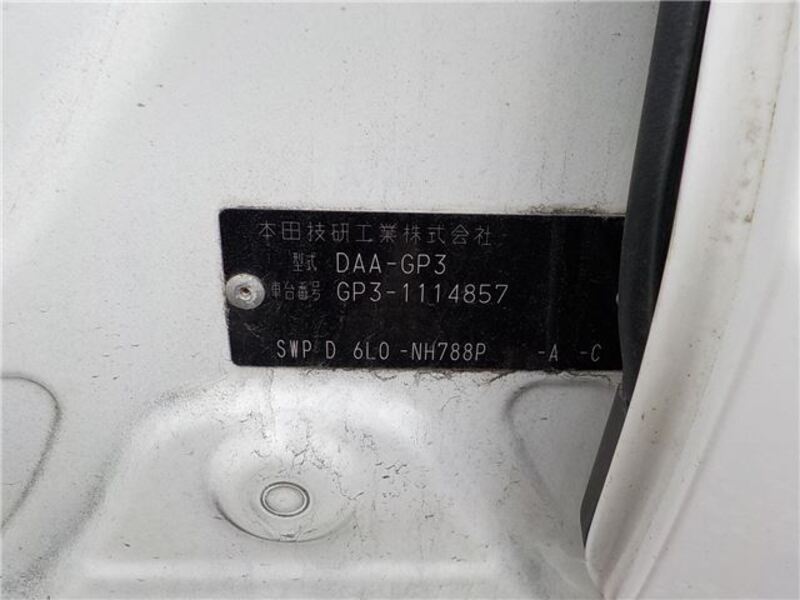 本田技研工業株式会社
型式 DAA-GP3
車台番号 GP3-1114857
SWP D 6L0 -NH788P -A -C